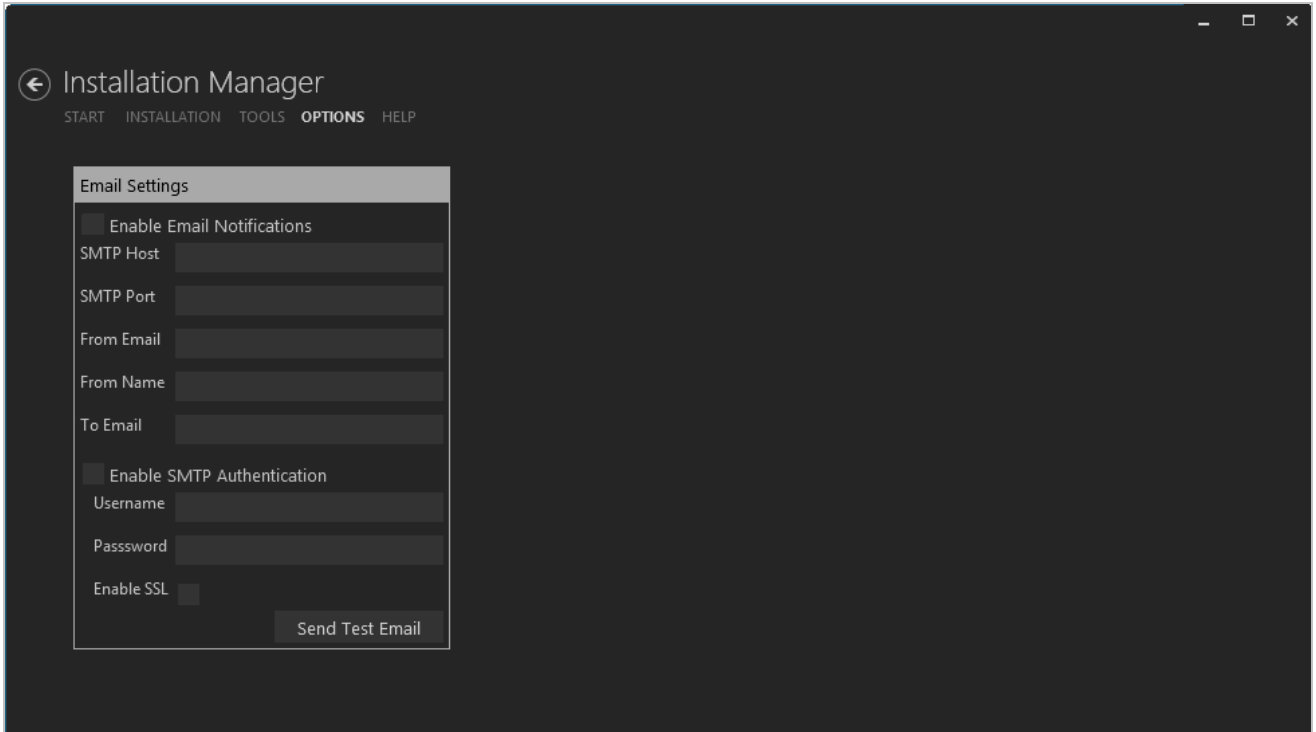 Installation Manager
START INSTALLATION TOOLS OPTIONS HELP
Email Settings
Enable Email Notifications
SMTP Host
SMTP Port
From Email
From Name
To Email
Enable SMTP Authentication
Username
Passsword
Enable SSL
Send Test Email